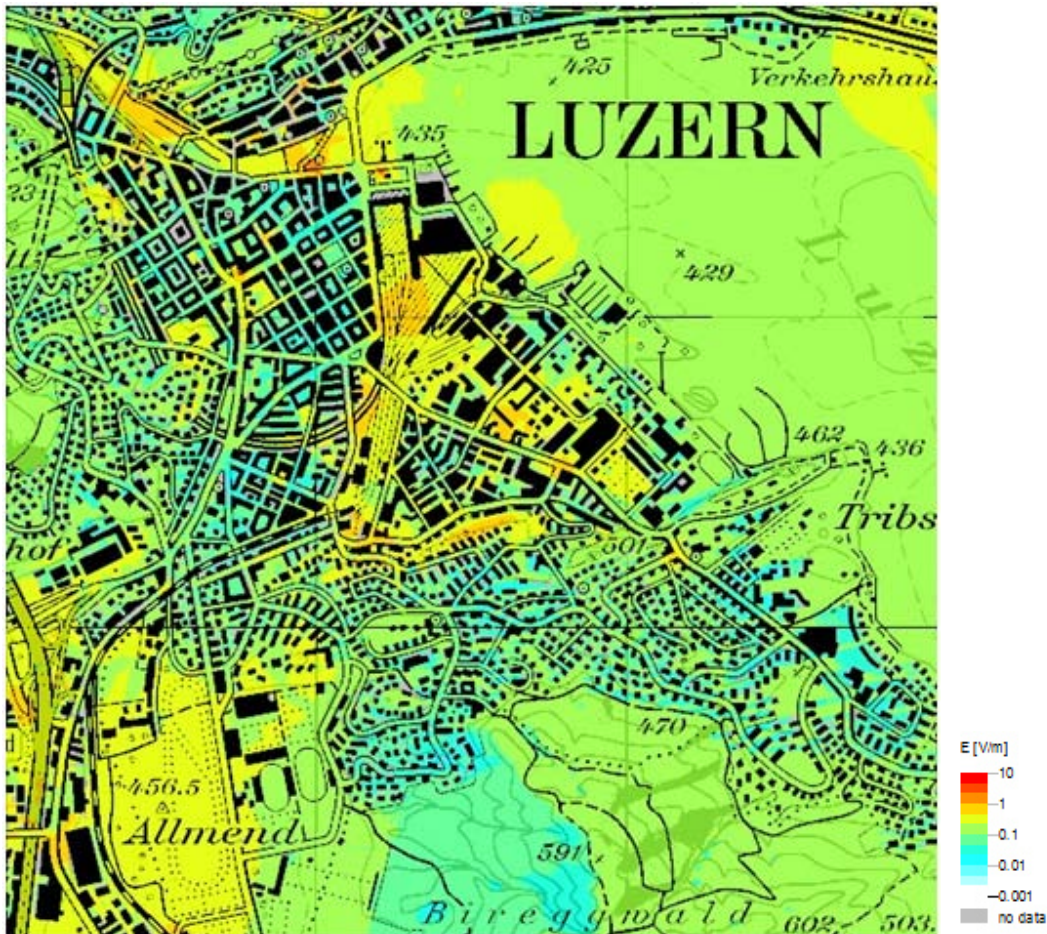 425
Verkehrshau
LUZERN
435
429
L
u
z
462
436
Tribs
hof
470
456.5
Allmend
591
Bireggwald
602
503.
E [V/m]
10
1
0.1
0.01
0.001
no data